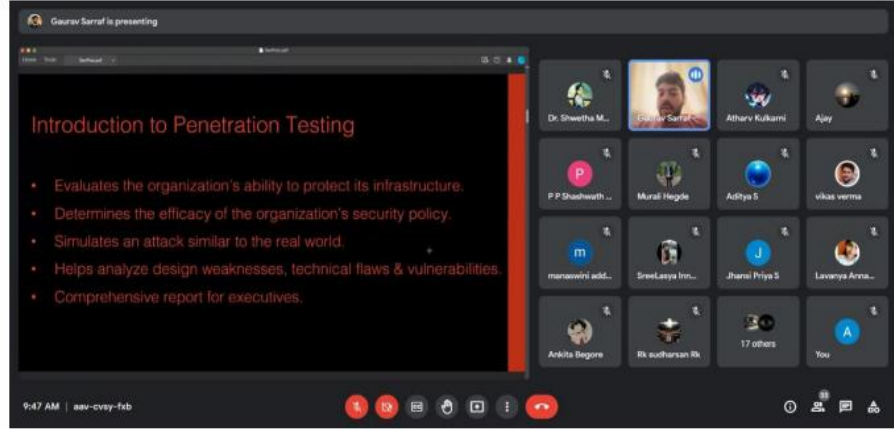 Gaurav Sarraf is presenting
Introduction to Penetration Testing
• Evaluates the organization's ability to protect its infrastructure.
• Determines the efficacy of the organization's security policy.
• Simulates an attack similar to the real world.
• Helps analyze design weaknesses, technical flaws & vulnerabilities.
• Comprehensive report for executives.
Dr. Shwetha M...
Gaurav Sarraf
Atharv Kulkarni
Ajay
P
P P Shashwath ...
Murali Hegde
Aditya S
vikas verma
m
manaswini add...
SreeLasya Inn...
J
Jhansi Priya S
Lavanya Anna...
Ankita Begore
Rk sudharsan Rk
17 others
A
You
9:47 AM | aav-cvsy-fxb